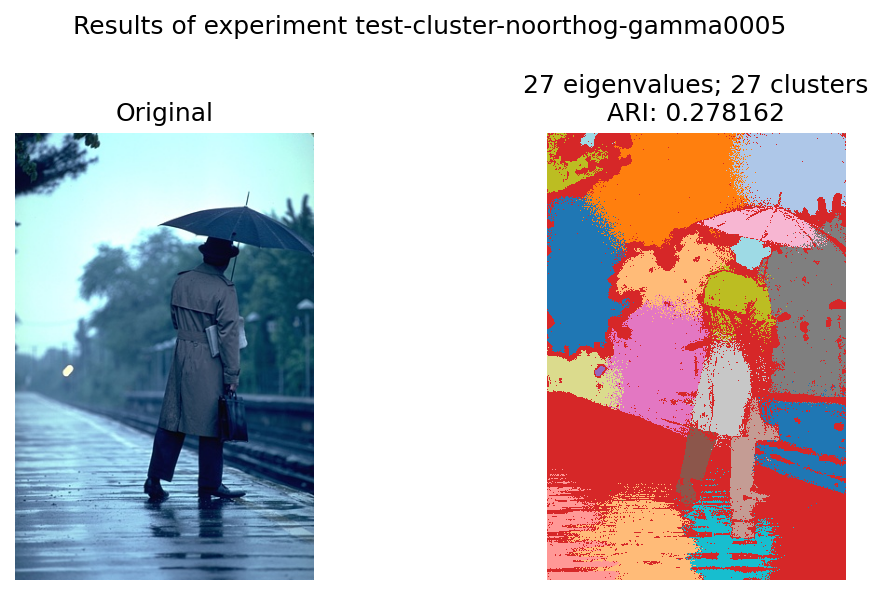 Results of experiment test-cluster-noorthog-gamma0005
Original
27 eigenvalues; 27 clusters
ARI: 0.278162